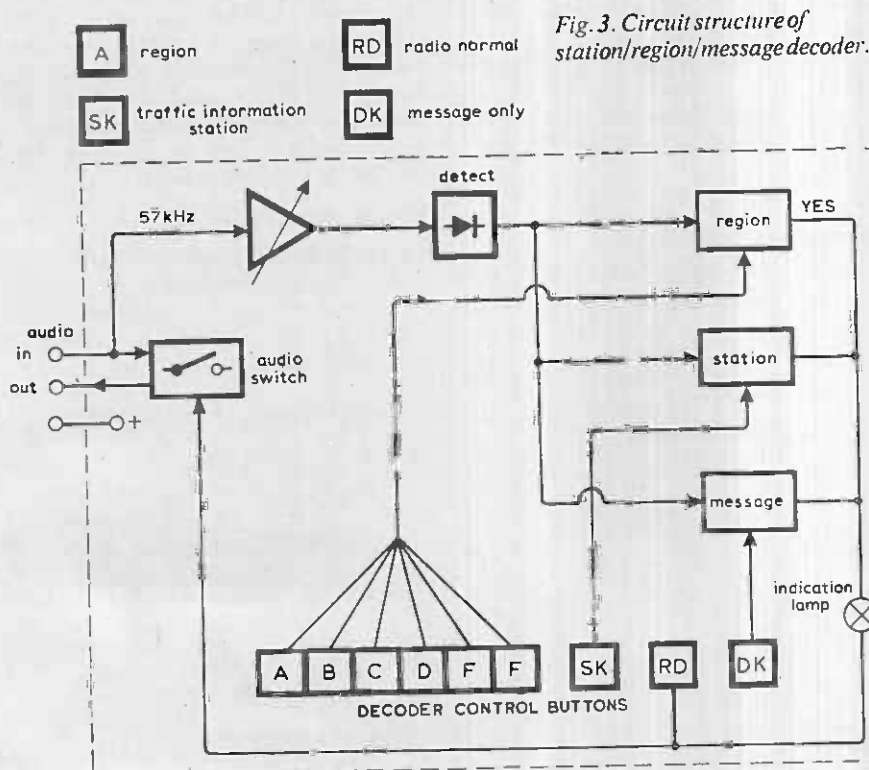 Fig. 3. Circuit structure of
station/region/message decoder.
A region
RD radio normal
SK traffic information
station
DK message only
57kHz
detect
region
YES
audio
in
out
+
audio
switch
station
message
indication
lamp
A B C D F F
SK
RD
DK
DECODER CONTROL BUTTONS